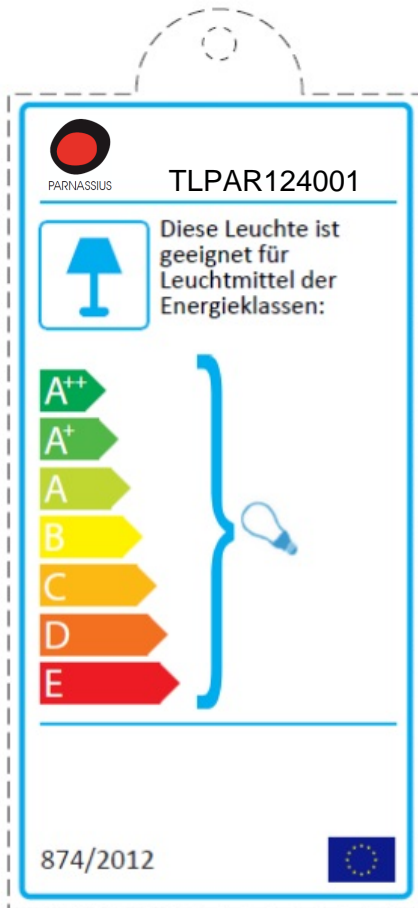 PARNASSIUS
TLPAR124001
Diese Leuchte ist
geeignet für
Leuchtmittel der
Energieklassen:
A++
A+
A
B
C
D
E
874/2012